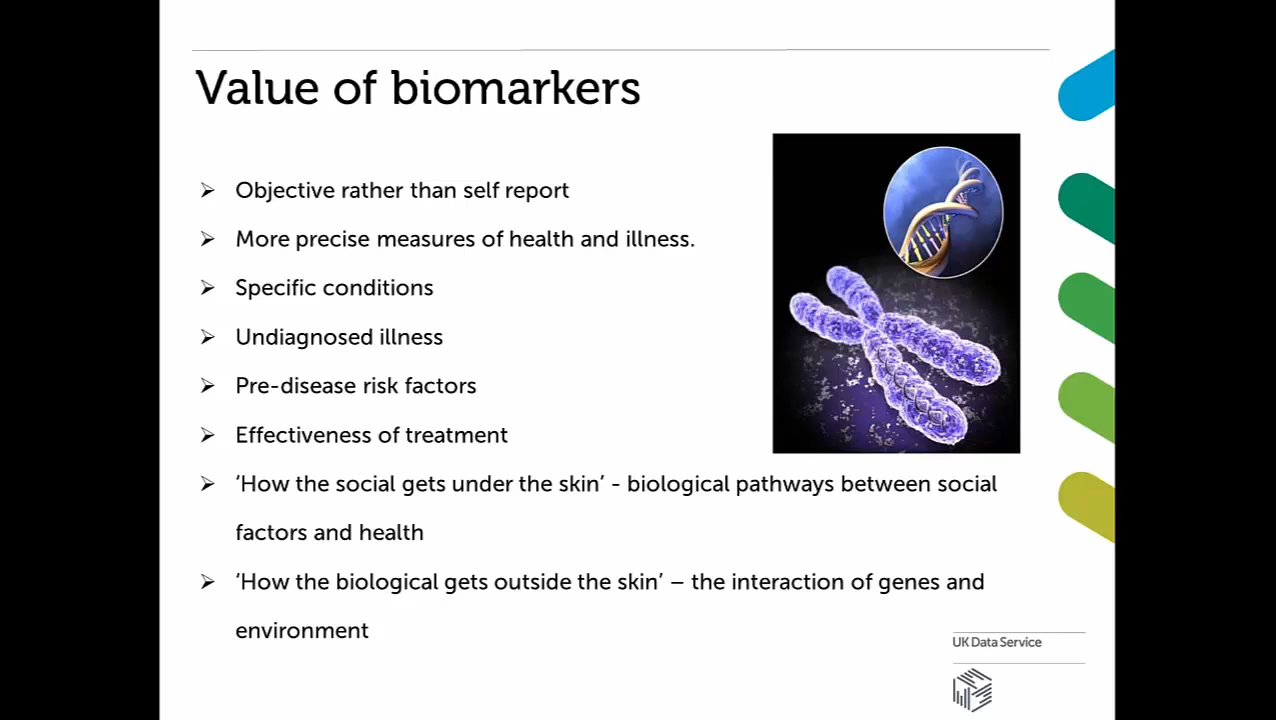 Value of biomarkers
➢ Objective rather than self report
➢ More precise measures of health and illness.
➢ Specific conditions
➢ Undiagnosed illness
➢ Pre-disease risk factors
➢ Effectiveness of treatment
➢ ‘How the social gets under the skin’ - biological pathways between social
factors and health
➢ ‘How the biological gets outside the skin’ – the interaction of genes and
environment
UK Data Service